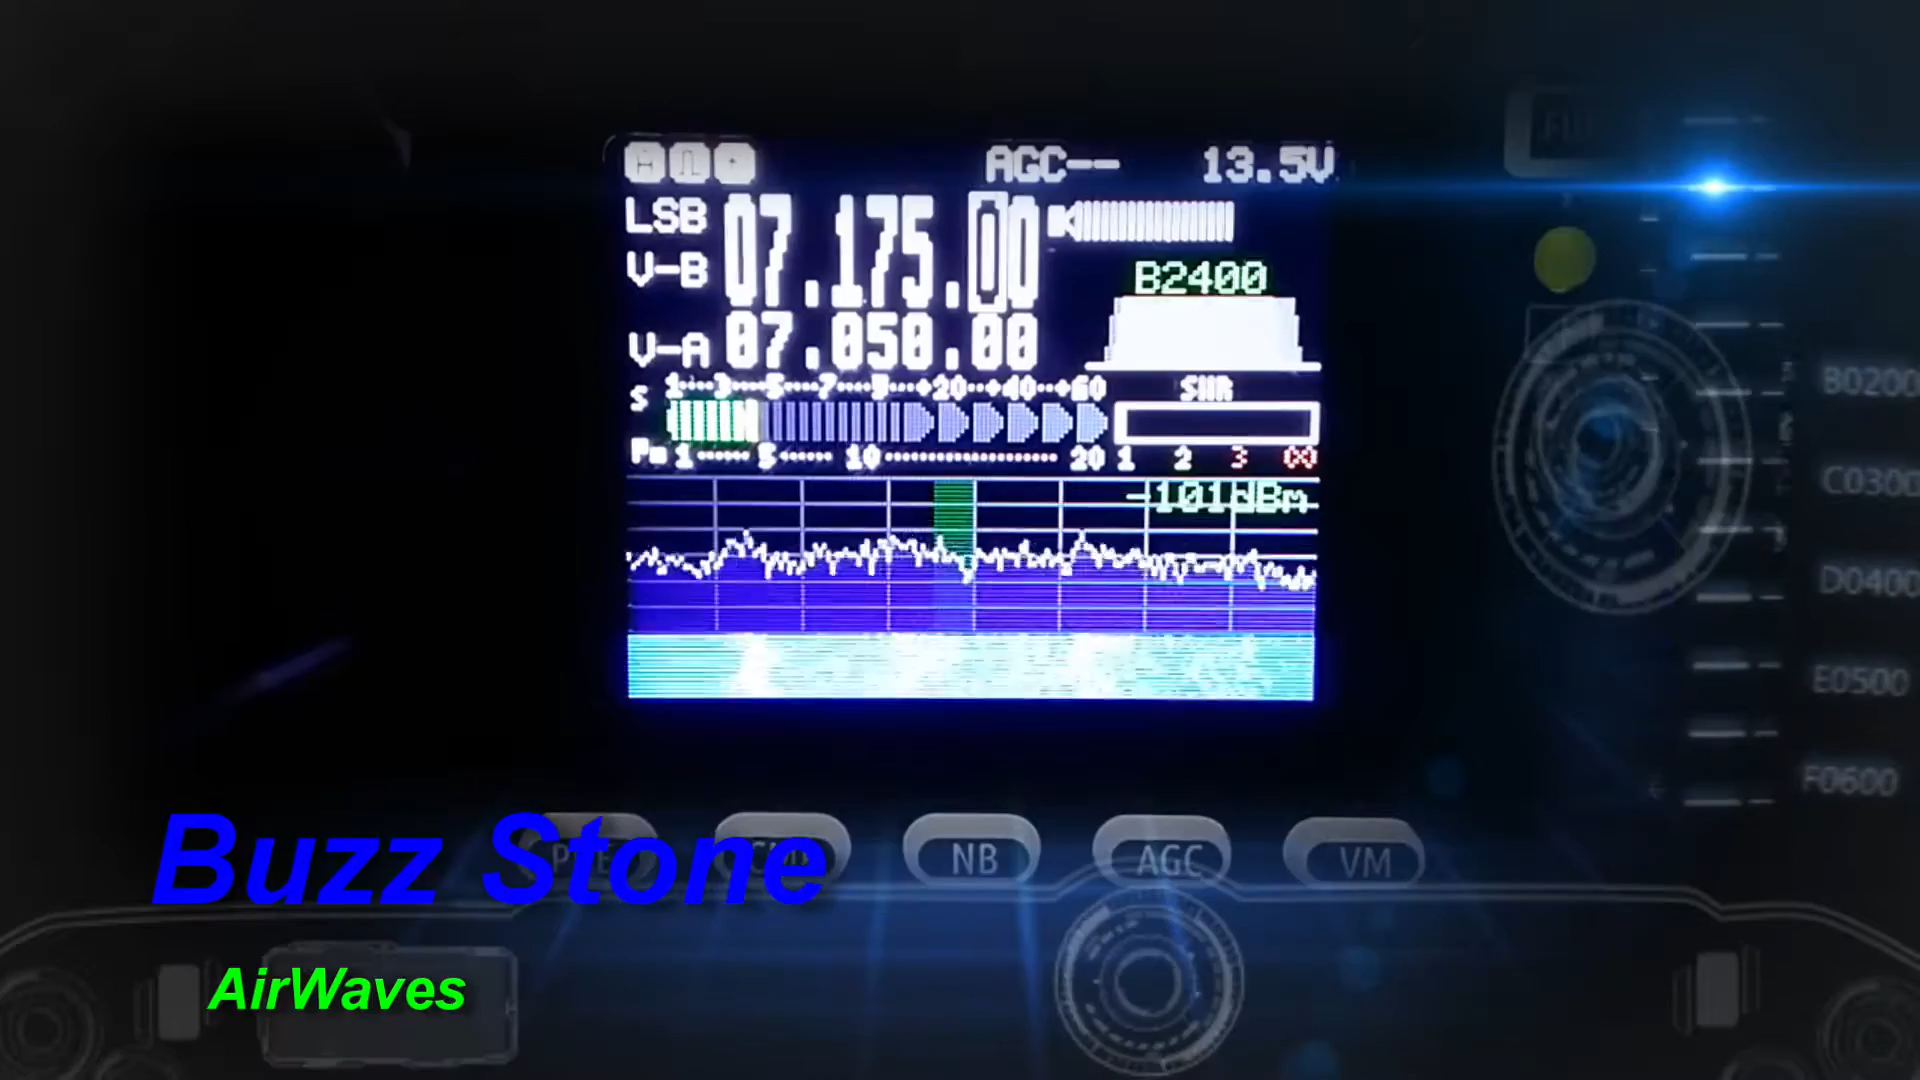 AGC-- 13.5V
LSB 07.175.00
V-B
B2400
V-A 07.050.00
S 1 3 5 7 9 +20 +40 +60 SWR
Po 1 5 10 20 1 2 3 ∞
-101dBm
B0200
C0300
D0400
E0500
F0600
NB AGC VM
Buzz Stone
AirWaves